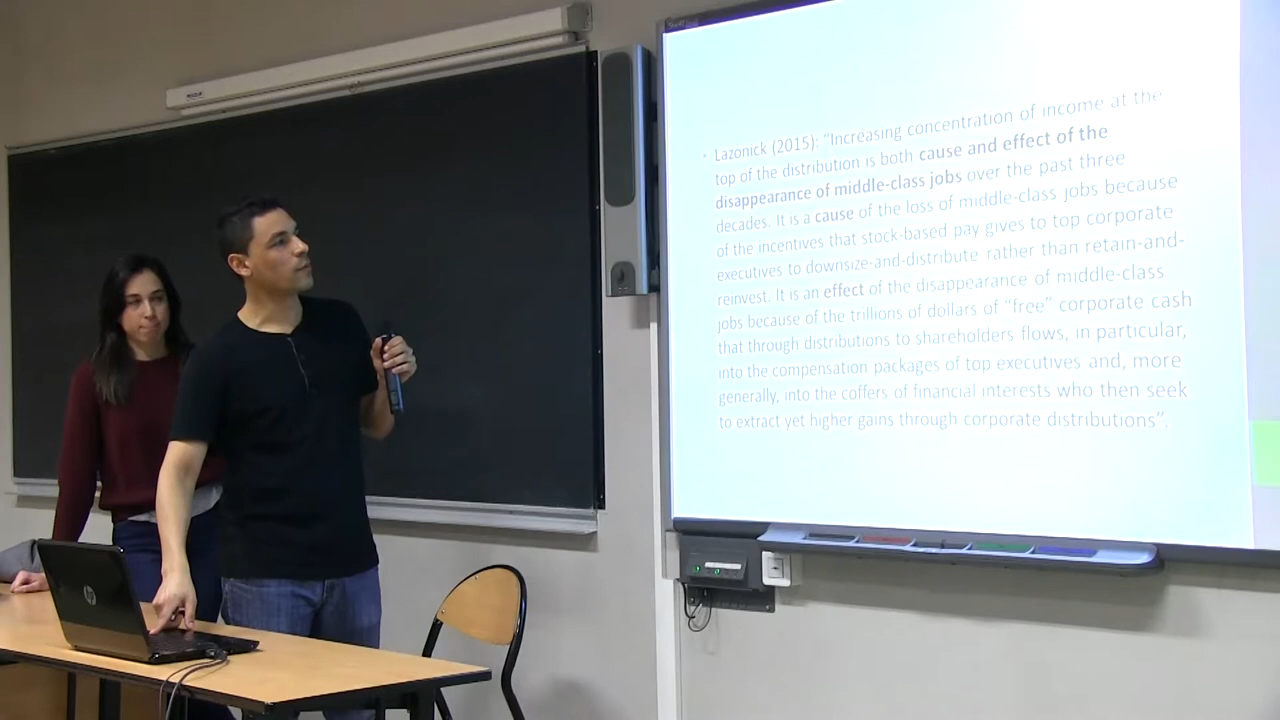 Lazonick (2015): "Increasing concentration of income at the
top of the distribution is both cause and effect of the
disappearance of middle-class jobs over the past three
decades. It is a cause of the loss of middle-class jobs because
of the incentives that stock-based pay gives to top corporate
executives to downsize-and-distribute rather than retain-and-
reinvest. It is an effect of the disappearance of middle-class
jobs because of the trillions of dollars of "free" corporate cash
that through distributions to shareholders flows, in particular,
into the compensation packages of top executives and, more
generally, into the coffers of financial interests who then seek
to extract yet higher gains through corporate distributions".
hp